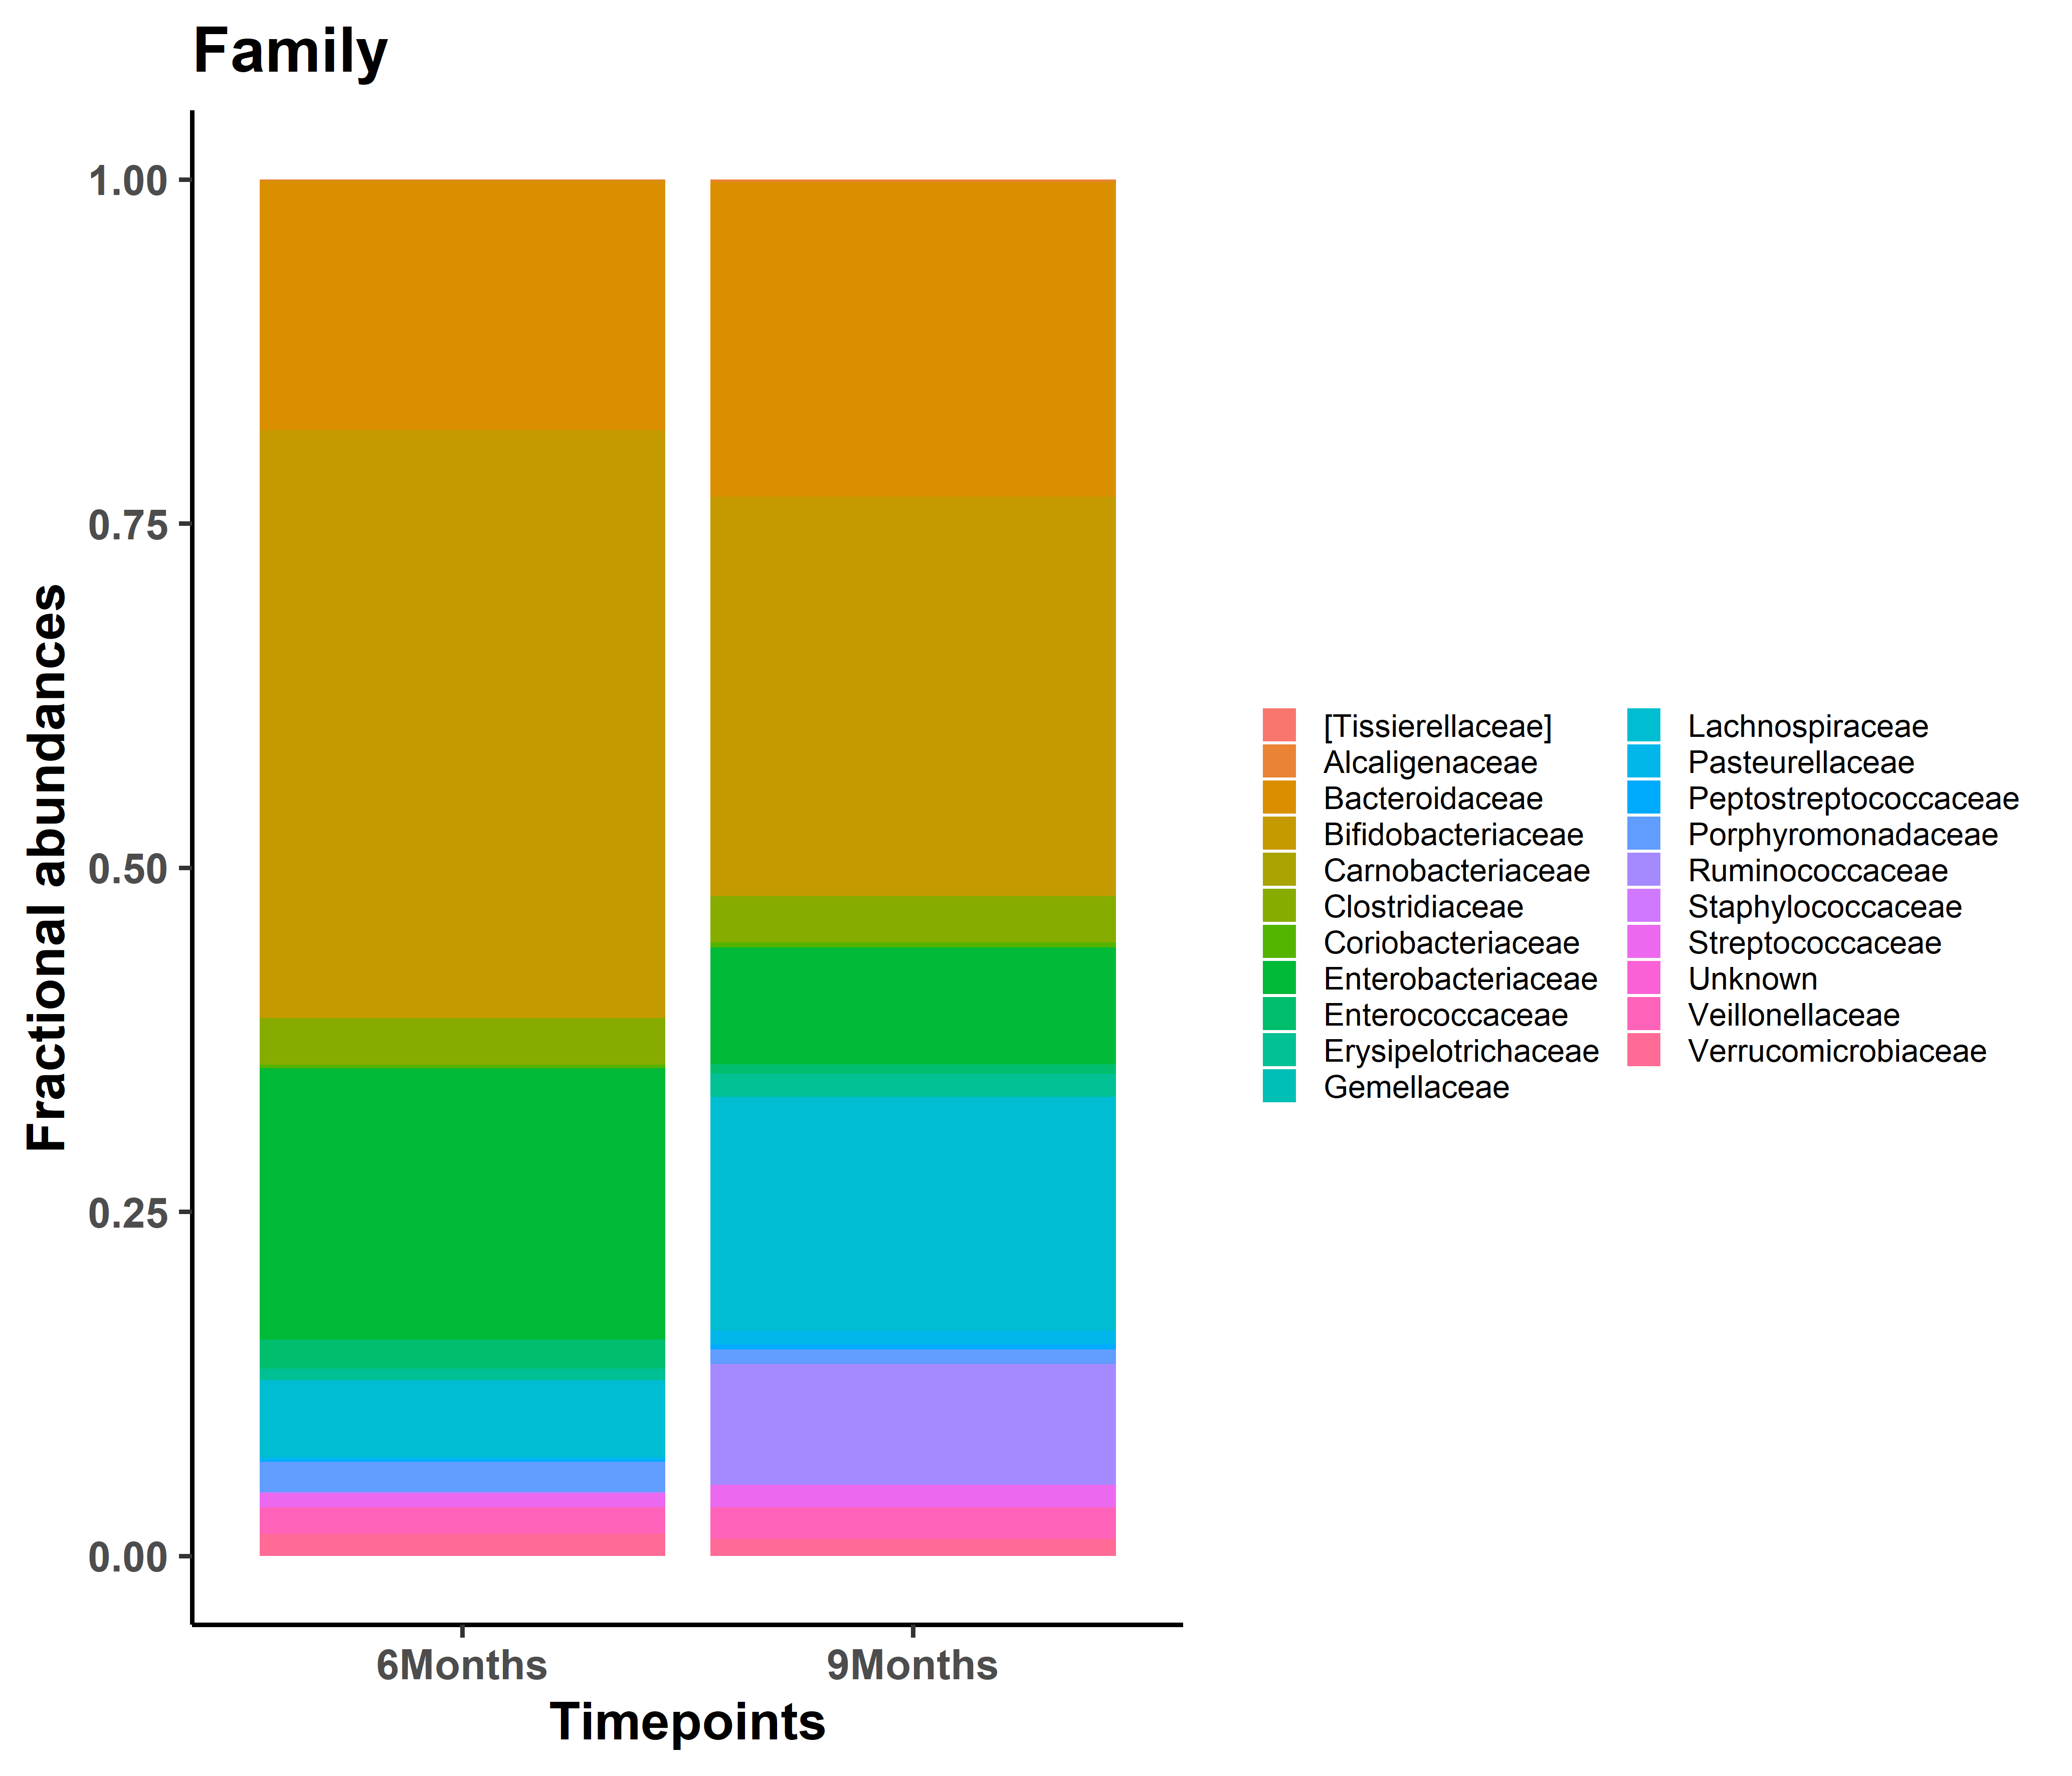 Family
Fractional abundances
1.00
0.75
0.50
0.25
0.00
6Months
9Months
Timepoints
[Tissierellaceae]
Alcaligenaceae
Bacteroidaceae
Bifidobacteriaceae
Carnobacteriaceae
Clostridiaceae
Coriobacteriaceae
Enterobacteriaceae
Enterococcaceae
Erysipelotrichaceae
Gemellaceae
Lachnospiraceae
Pasteurellaceae
Peptostreptococcaceae
Porphyromonadaceae
Ruminococcaceae
Staphylococcaceae
Streptococcaceae
Unknown
Veillonellaceae
Verrucomicrobiaceae